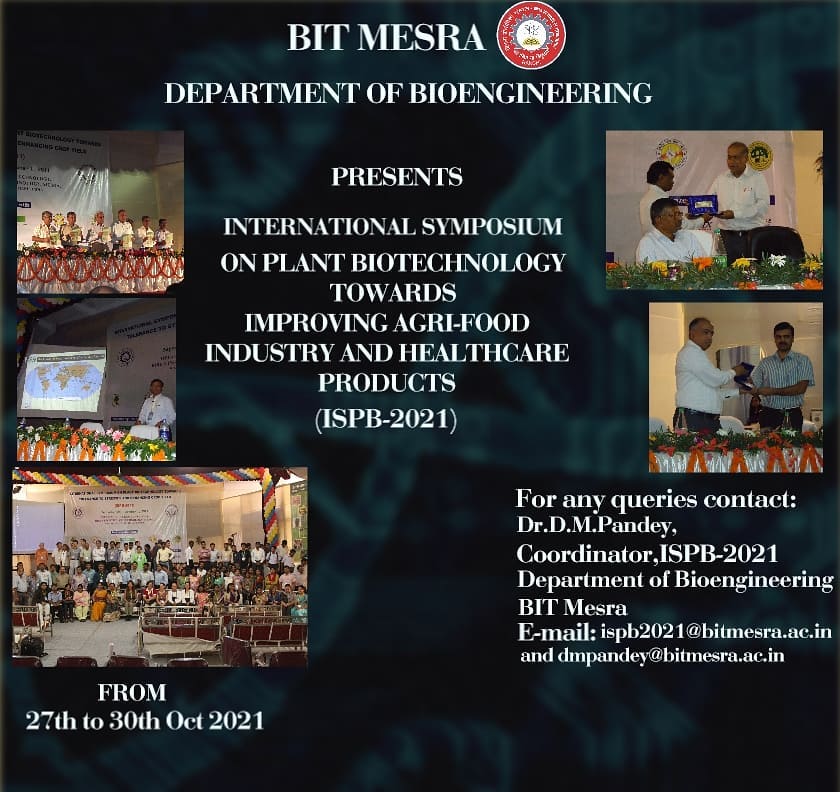 BIT MESRA
DEPARTMENT OF BIOENGINEERING
PRESENTS
INTERNATIONAL SYMPOSIUM
ON PLANT BIOTECHNOLOGY
TOWARDS
IMPROVING AGRI-FOOD
INDUSTRY AND HEALTHCARE
PRODUCTS
(ISPB-2021)
For any queries contact:
Dr.D.M.Pandey,
Coordinator,ISPB-2021
Department of Bioengineering
BIT Mesra
E-mail: ispb2021@bitmesra.ac.in
and dmpandey@bitmesra.ac.in
FROM
27th to 30th Oct 2021